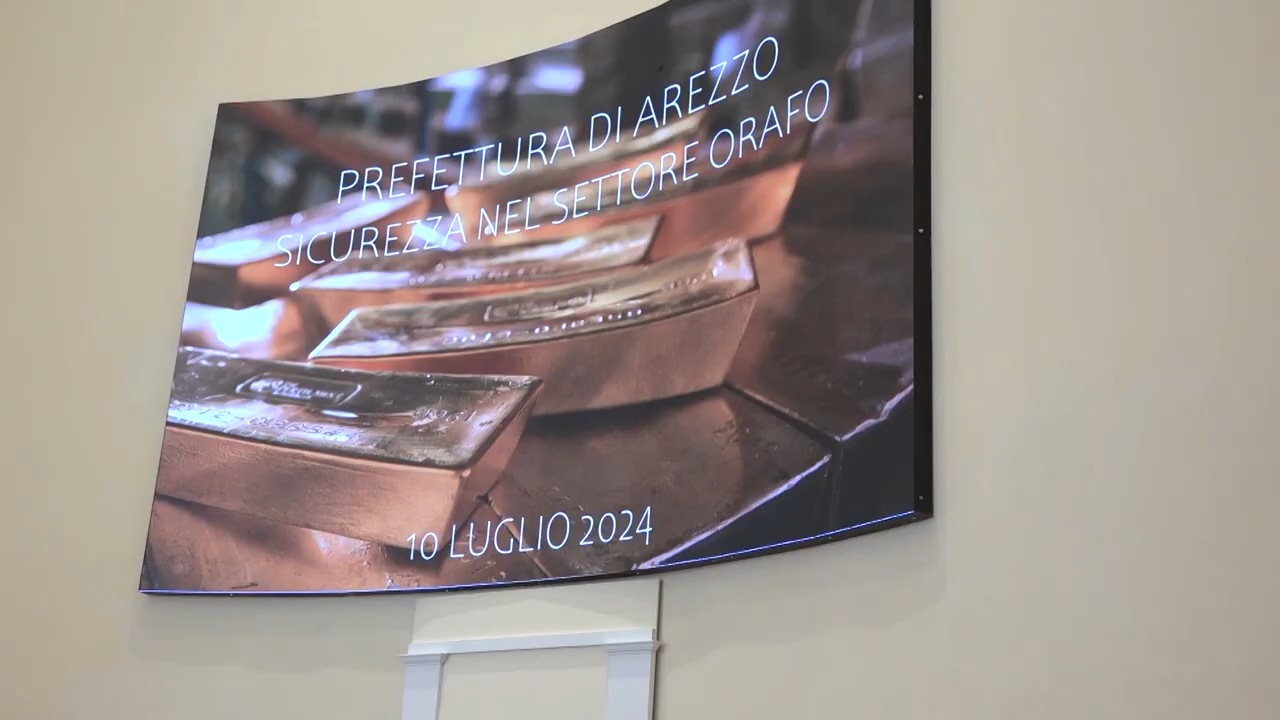 PREFETTURA DI AREZZO
SICUREZZA NEL SETTORE ORAFO
10 LUGLIO 2024